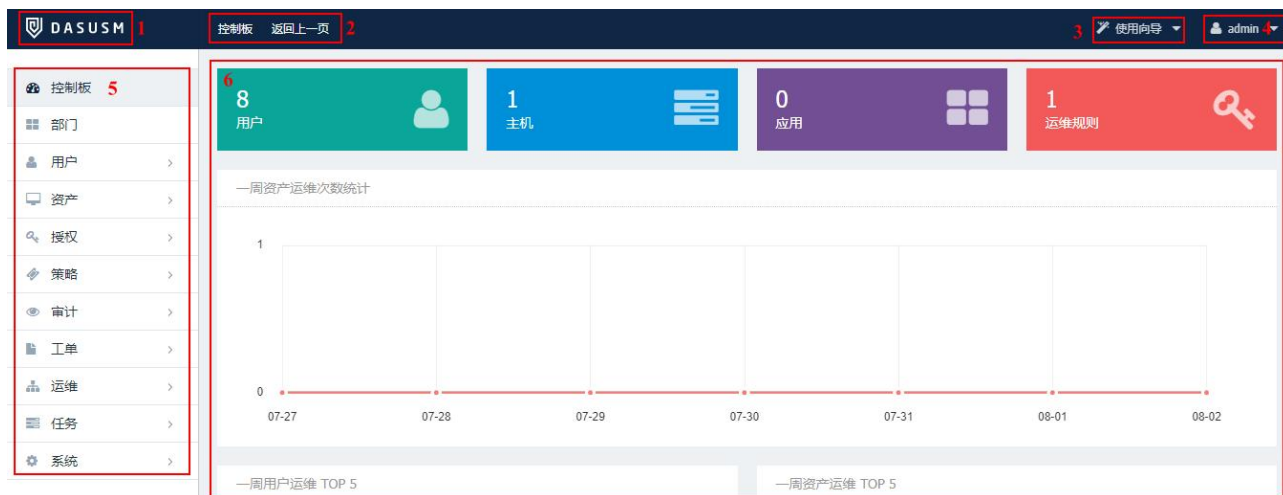 DASUSM 1 控制板 返回上一页 2 3 使用向导 admin 4
控制板 5
部门
用户
资产
授权
策略
审计
工单
运维
任务
系统
6
8
用户
1
主机
0
应用
1
运维规则
一周资产运维次数统计
1
0
07-27 07-28 07-29 07-30 07-31 08-01 08-02
一周用户运维 TOP 5
一周资产运维 TOP 5